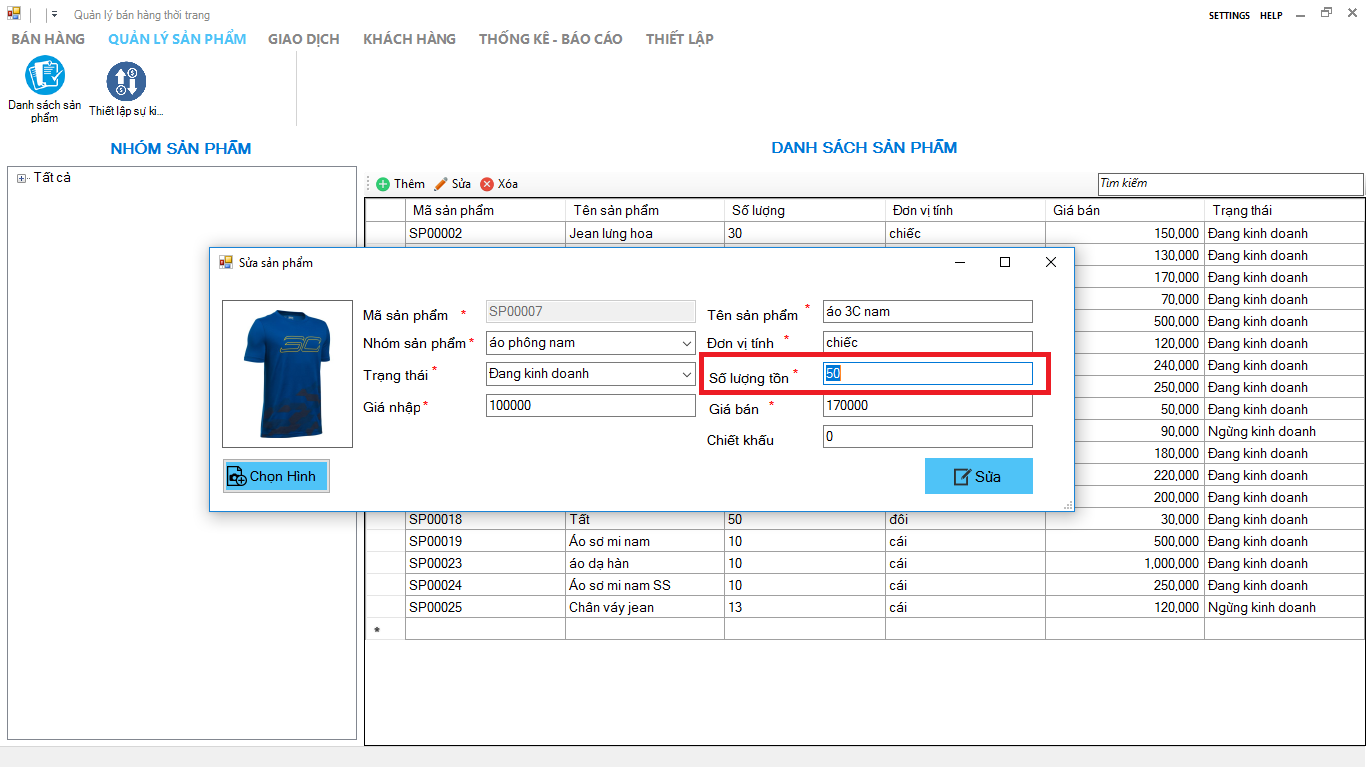 Quản lý bán hàng thời trang
SETTINGS HELP
BÁN HÀNG QUẢN LÝ SẢN PHẨM GIAO DỊCH KHÁCH HÀNG THỐNG KÊ - BÁO CÁO THIẾT LẬP
Danh sách sản phẩm
Thiết lập sự ki...
NHÓM SẢN PHẨM
DANH SÁCH SẢN PHẨM
Tất cả
Thêm Sửa Xóa
Tìm kiếm
Mã sản phẩm Tên sản phẩm Số lượng Đơn vị tính Giá bán Trạng thái
SP00002 Jean lưng hoa 30 chiếc 150,000 Đang kinh doanh
130,000 Đang kinh doanh
170,000 Đang kinh doanh
70,000 Đang kinh doanh
500,000 Đang kinh doanh
120,000 Đang kinh doanh
240,000 Đang kinh doanh
250,000 Đang kinh doanh
50,000 Đang kinh doanh
90,000 Ngừng kinh doanh
180,000 Đang kinh doanh
220,000 Đang kinh doanh
200,000 Đang kinh doanh
Sửa sản phẩm
3C
Mã sản phẩm * SP00007 Tên sản phẩm * áo 3C nam
Nhóm sản phẩm * áo phông nam Đơn vị tính * chiếc
Trạng thái * Đang kinh doanh Số lượng tồn * 50
Giá nhập * 100000 Giá bán * 170000
Chiết khấu 0
Chọn Hình
Sửa
SP00018 Tất 50 đôi 30,000 Đang kinh doanh
SP00019 Áo sơ mi nam 10 cái 500,000 Đang kinh doanh
SP00023 áo dạ hàn 10 cái 1,000,000 Đang kinh doanh
SP00024 Áo sơ mi nam SS 10 cái 250,000 Đang kinh doanh
SP00025 Chân váy jean 13 cái 120,000 Ngừng kinh doanh
*